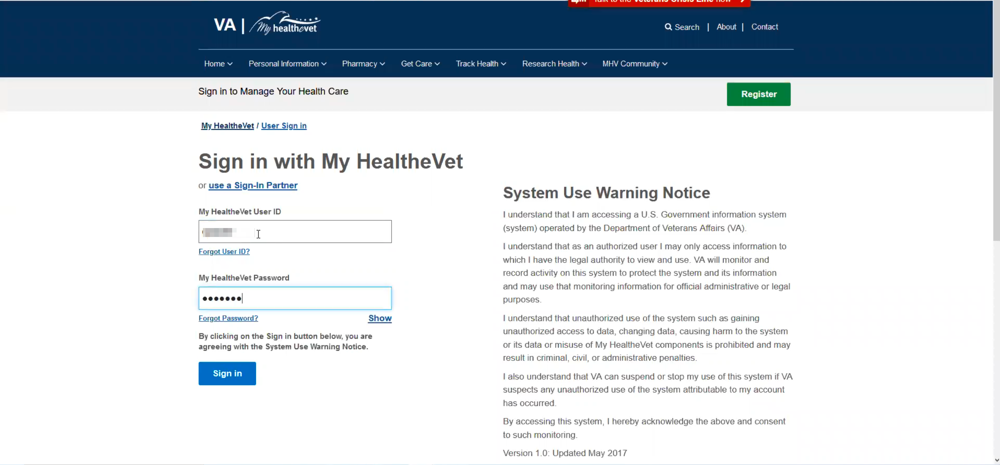 Talk to the Veterans Crisis Line now
VA | My healthevet
Search | About | Contact
Home Personal Information Pharmacy Get Care Track Health Research Health MHV Community
Sign in to Manage Your Health Care
Register
My HealtheVet / User Sign in
Sign in with My HealtheVet
or use a Sign-In Partner
My HealtheVet User ID
Forgot User ID?
My HealtheVet Password
•••••••
Forgot Password?
Show
By clicking on the Sign in button below, you are
agreeing with the System Use Warning Notice.
Sign in
System Use Warning Notice
I understand that I am accessing a U.S. Government information system
(system) operated by the Department of Veterans Affairs (VA).
I understand that as an authorized user I may only access information to
which I have the legal authority to view and use. VA will monitor and
record activity on this system to protect the system and its information
and may use that monitoring information for official administrative or legal
purposes.
I understand that unauthorized use of the system such as gaining
unauthorized access to data, changing data, causing harm to the system
or its data or misuse of My HealtheVet components is prohibited and may
result in criminal, civil, or administrative penalties.
I also understand that VA can suspend or stop my use of this system if VA
suspects any unauthorized use of the system attributable to my account
has occurred.
By accessing this system, I hereby acknowledge the above and consent
to such monitoring.
Version 1.0: Updated May 2017